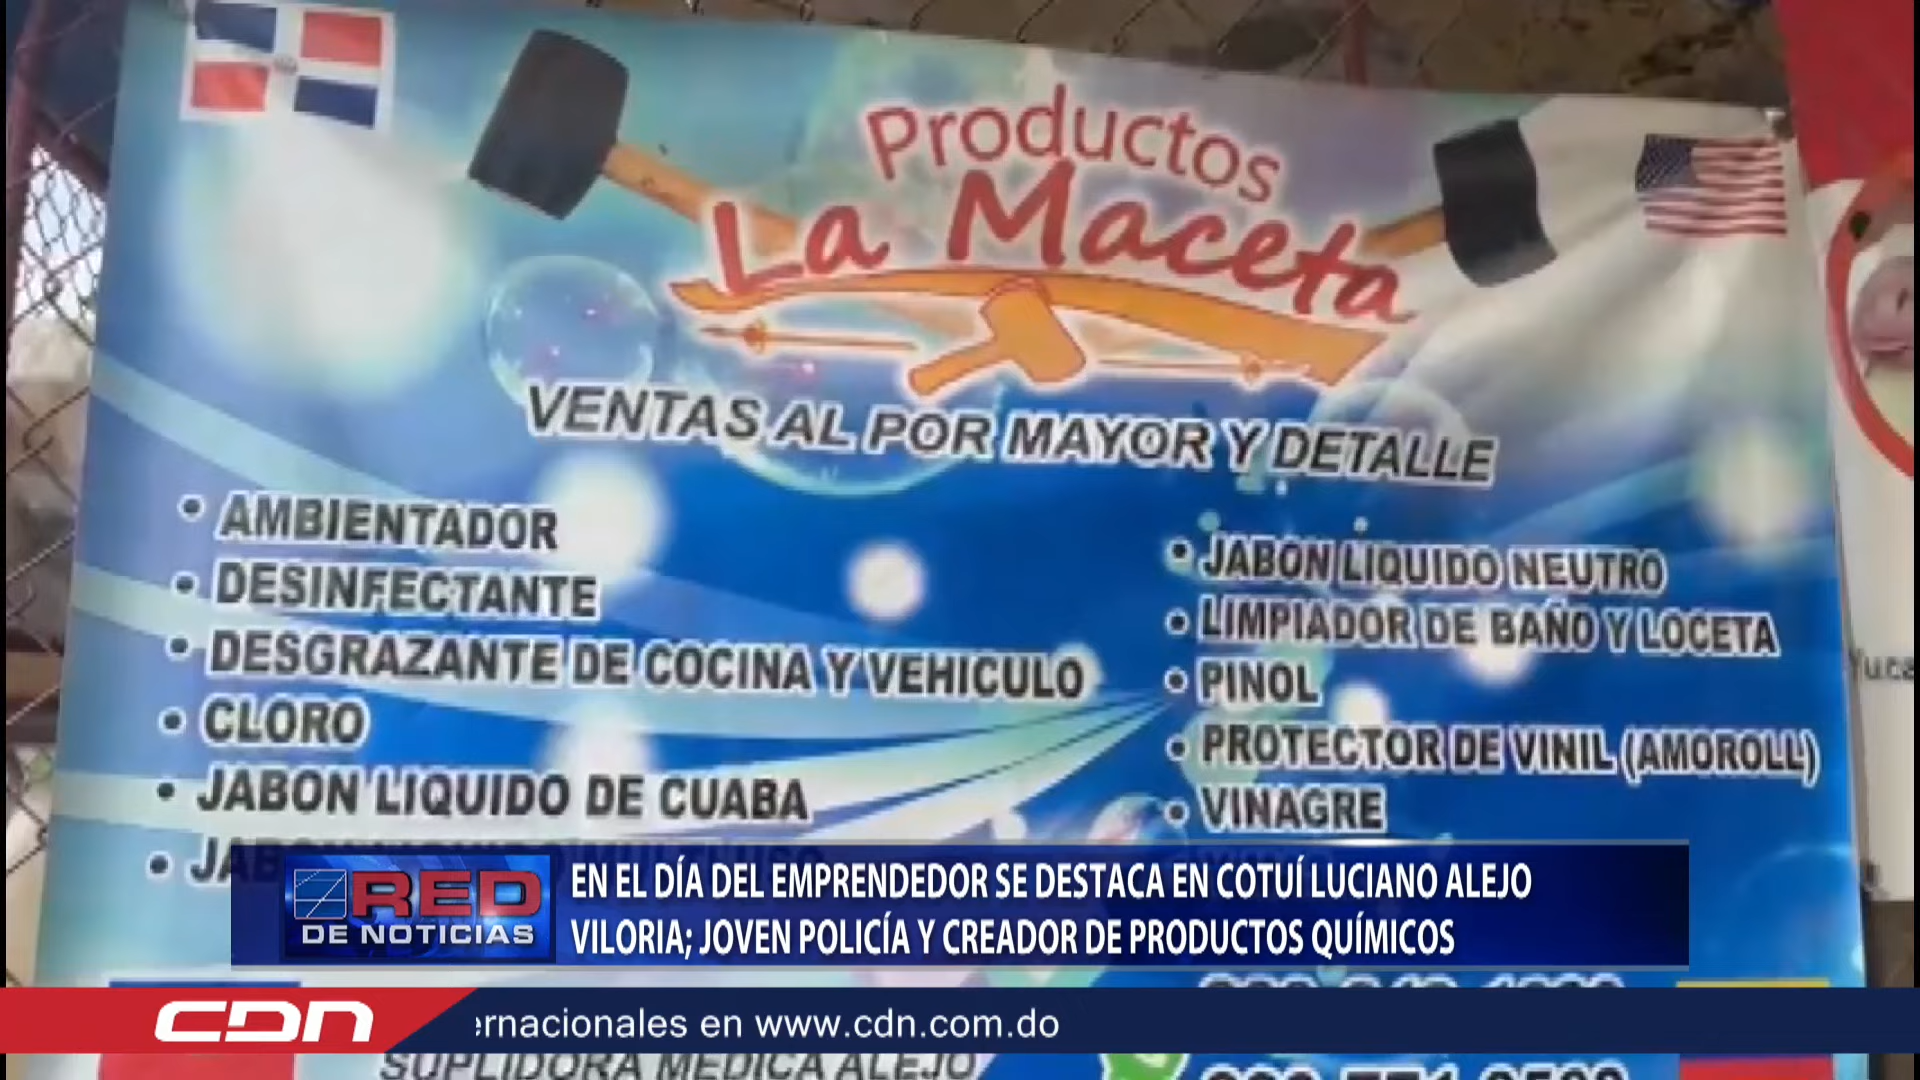 Productos
La Maceta
VENTAS AL POR MAYOR Y DETALLE
• AMBIENTADOR
• DESINFECTANTE
• DESGRAZANTE DE COCINA Y VEHICULO
• CLORO
• JABON LIQUIDO DE CUABA
• JABON LIQUIDO NEUTRO
• LIMPIADOR DE BAÑO Y LOCETA
• PINOL
• PROTECTOR DE VINIL (AMOROLL)
• VINAGRE
RED
DE NOTICIAS
EN EL DÍA DEL EMPRENDEDOR SE DESTACA EN COTUÍ LUCIANO ALEJO
VILORIA; JOVEN POLICÍA Y CREADOR DE PRODUCTOS QUÍMICOS
CDN
ernacionales en www.cdn.com.do
SUPLIDORA MEDICA ALEJO